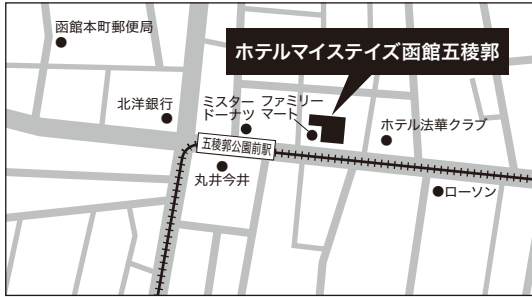 函館本町郵便局
ホテルマイステイズ函館五稜郭
北洋銀行
ミスター
ドーナツ
ファミリー
マート
ホテル法華クラブ
五稜郭公園前駅
丸井今井
ローソン